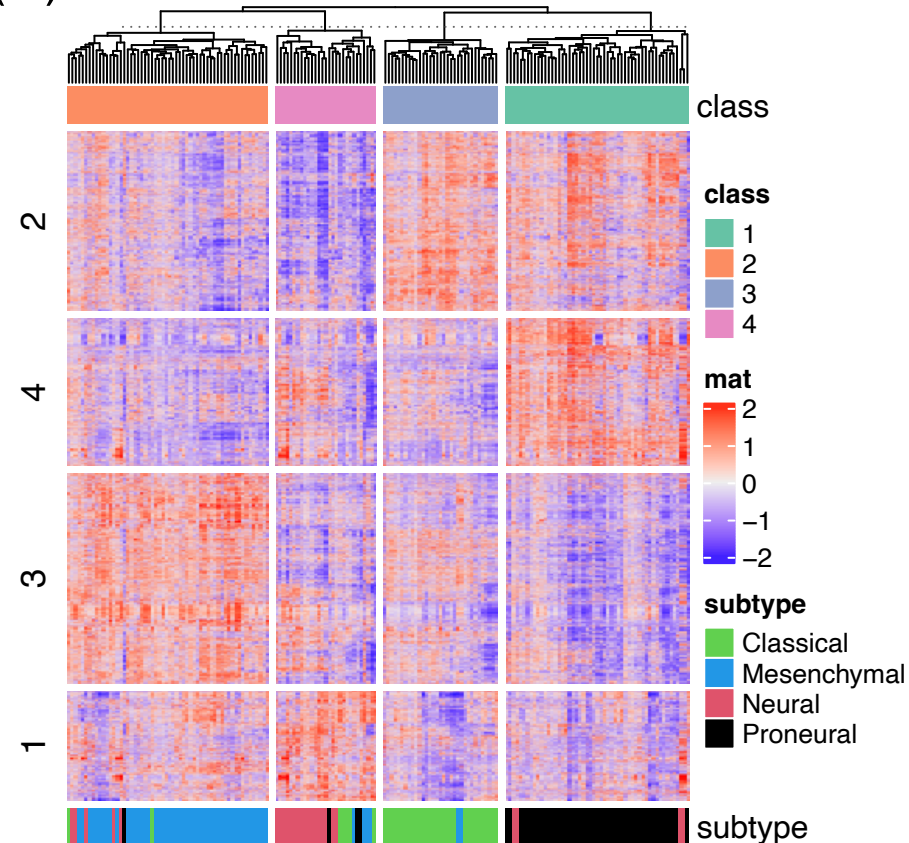 class
2
4
3
1
subtype
class
1
2
3
4
mat
2
1
0
−1
−2
subtype
Classical
Mesenchymal
Neural
Proneural